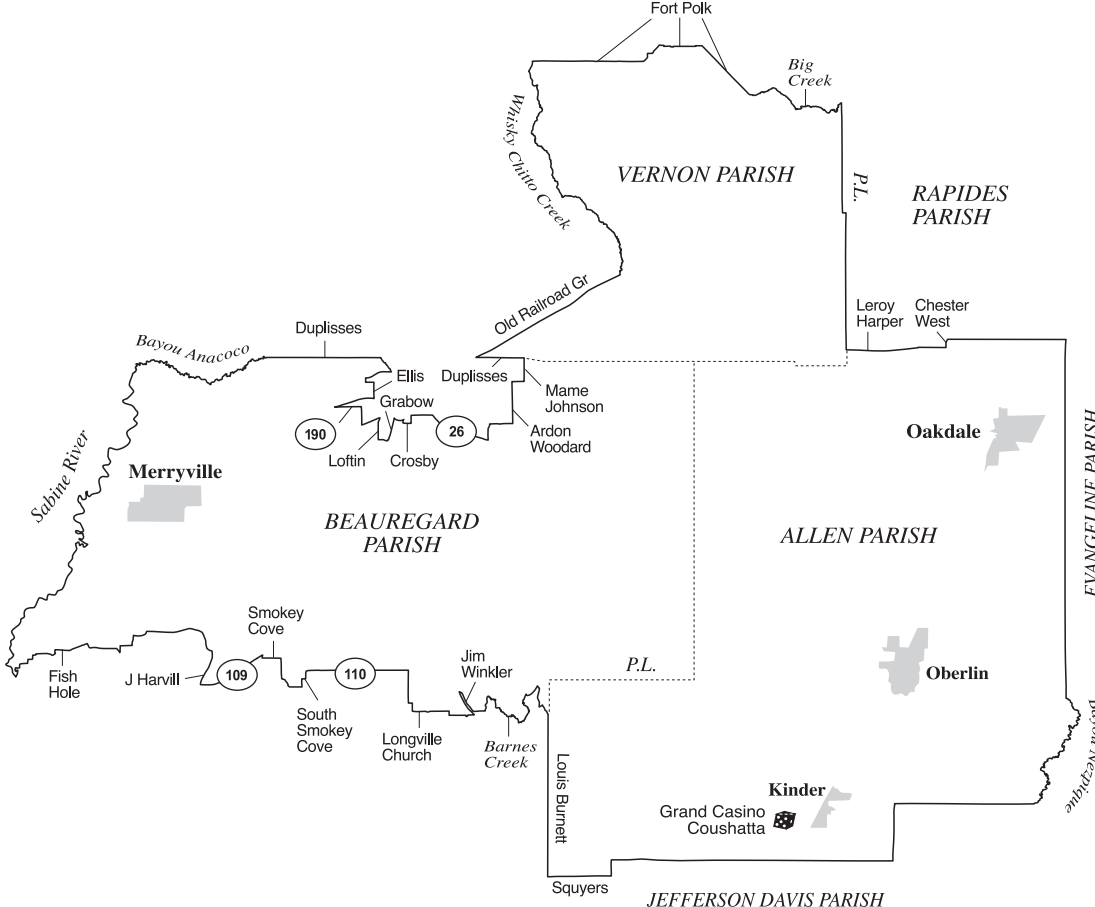 Fort Polk
Big
Creek
Whisky Chitto Creek
VERNON PARISH
P.L.
RAPIDES
PARISH
Old Railroad Gr
Leroy
Harper
Chester
West
Duplisses
Bayou Anacoco
Ellis
Duplisses
Mame
Johnson
Grabow
190
26
Loftin
Crosby
Ardon
Woodard
Oakdale
EVANGELINE PARISH
Sabine River
Merryville
BEAUREGARD
PARISH
ALLEN PARISH
Smokey
Cove
Fish
Hole
J Harvill
109
110
Jim
Winkler
P.L.
Oberlin
South
Smokey
Cove
Longville
Church
Barnes
Creek
Louis Burnett
Bayou Nezpique
Kinder
Grand Casino
Coushatta
Squyers
JEFFERSON DAVIS PARISH